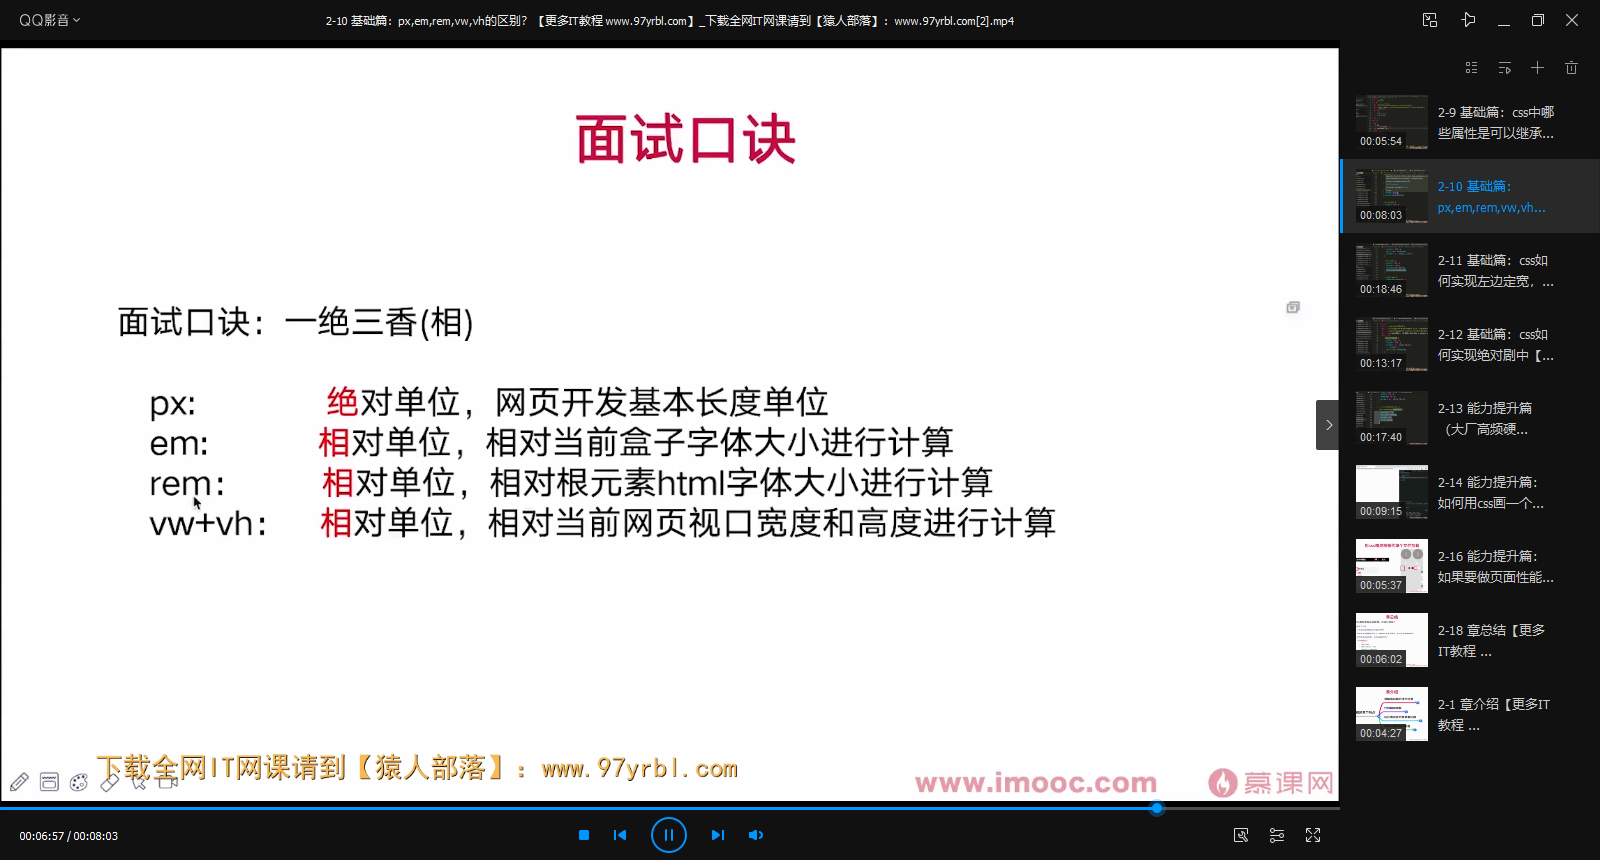 QQ影音
2-10 基础篇：px,em,rem,vw,vh的区别？【更多IT教程 www.97yrbl.com】_下载全网IT网课请到【猿人部落】：www.97yrbl.com[2].mp4
面试口诀
面试口诀：一绝三香(相)
px: 绝对单位，网页开发基本长度单位
em: 相对单位，相对当前盒子字体大小进行计算
rem： 相对单位，相对根元素html字体大小进行计算
vw+vh： 相对单位，相对当前网页视口宽度和高度进行计算
下载全网IT网课请到【猿人部落】：www.97yrbl.com
www.imooc.com
慕课网
00:06:57 / 00:08:03
00:05:54
2-9 基础篇：css中哪
些属性是可以继承...
00:08:03
2-10 基础篇：
px,em,rem,vw,vh...
00:18:46
2-11 基础篇：css如
何实现左边定宽，...
00:13:17
2-12 基础篇：css如
何实现绝对剧中【...
00:17:40
2-13 能力提升篇
（大厂高频硬...
00:09:15
2-14 能力提升篇：
如何用css画一个...
00:05:37
2-16 能力提升篇：
如果要做页面性能...
00:06:02
2-18 章总结【更多
IT教程 ...
00:04:27
2-1 章介绍【更多IT
教程 ...